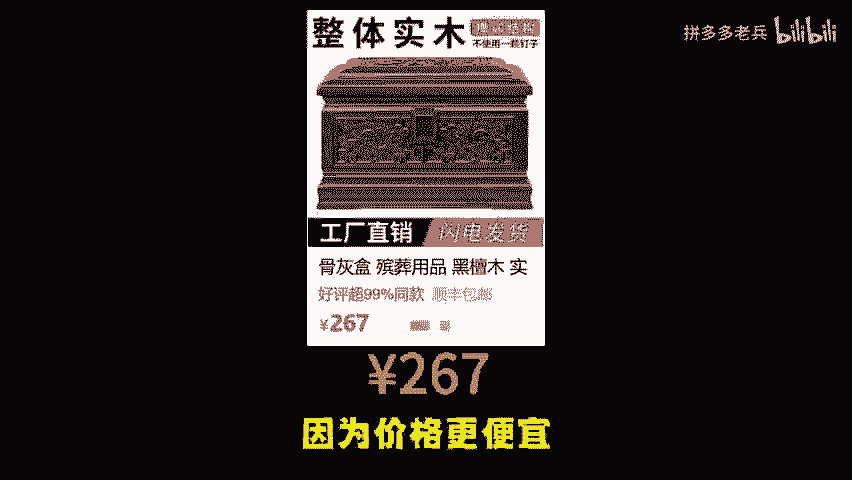 拼多多老兵 bilibili
整体实木
不使用一颗钉子
工厂直销 闪电发货
骨灰盒 殡葬用品 黑檀木 实
好评超99%同款 顺丰包邮
¥267
¥267
因为价格更便宜